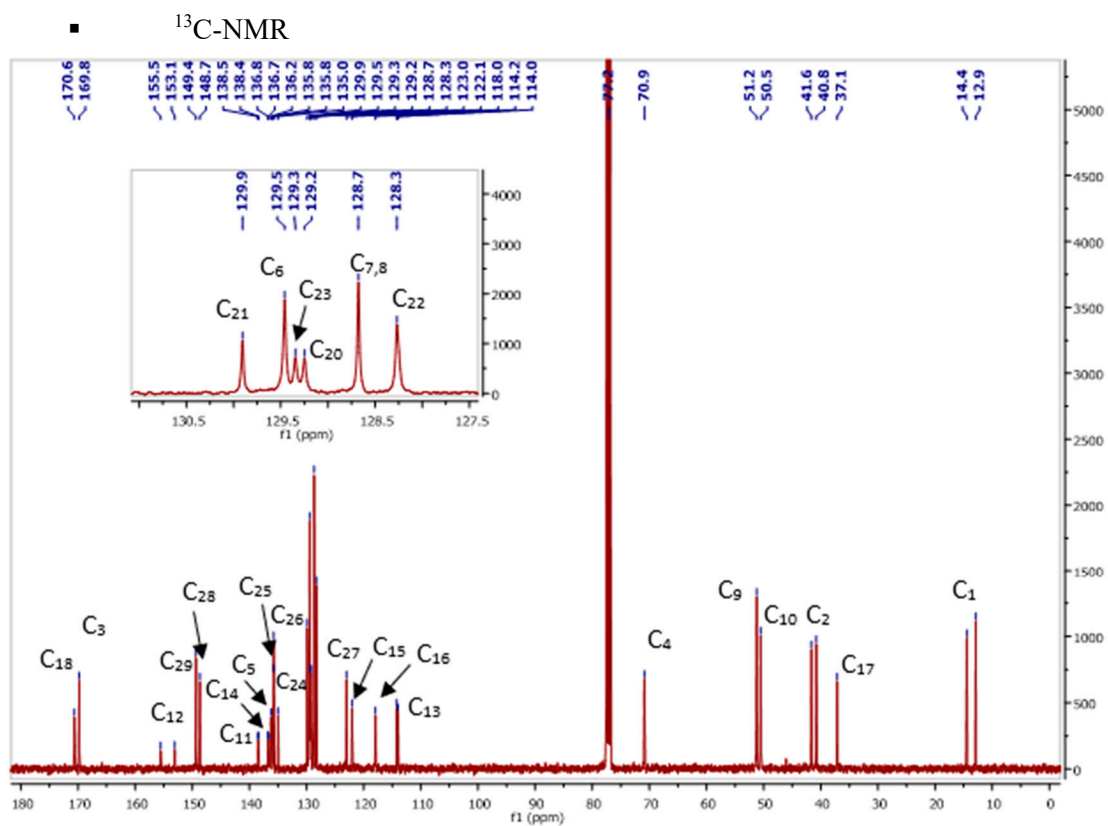 ▪ ¹³C-NMR
170.6 169.8 155.5 153.1 149.4 148.7 138.5 138.4 136.8 136.7 136.2 135.8 135.8 135.0 129.9 129.5 129.3 129.2 128.7 128.3 123.0 122.1 118.0 114.2 114.0 77.2 70.9 51.2 50.5 41.6 40.8 37.1 14.4 12.9
129.9 129.5 129.3 129.2 128.7 128.3
C₆ C₇,₈
C₂₁ C₂₃ C₂₂
C₂₀
4000
3000
2000
1000
0
130.5 129.5 128.5 127.5
f1 (ppm)
C₂₅ C₉ C₁
C₂₈ C₂₆ C₁₀ C₂
C₃ C₄
C₁₈ C₂₉ C₅ C₂₇ C₁₅ C₁₆ C₁₇
C₁₄ C₂₄
C₁₂ C₁₁ C₁₃
5000
4500
4000
3500
3000
2500
2000
1500
1000
500
0
180 170 160 150 140 130 120 110 100 90 80 70 60 50 40 30 20 10 0
f1 (ppm)